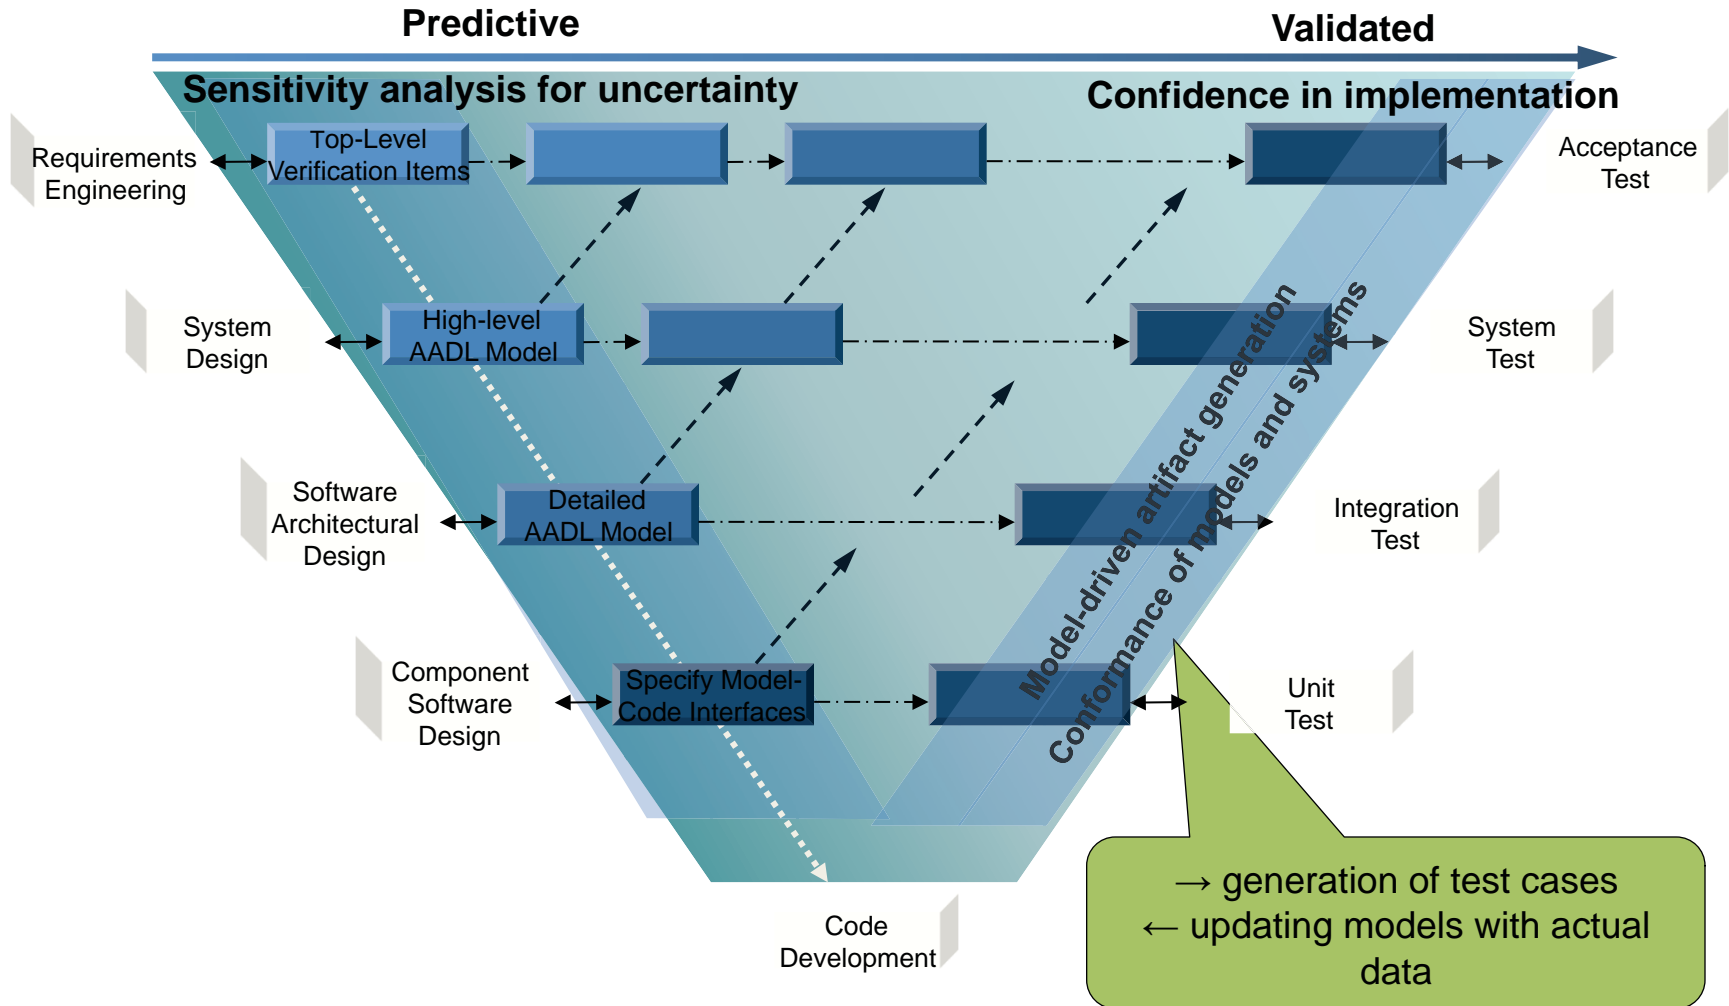 Predictive
Validated
Sensitivity analysis for uncertainty
Confidence in implementation
Requirements
Engineering
Top-Level
Verification Items
Acceptance
Test
System
Design
High-level
AADL Model
System
Test
Software
Architectural
Design
Detailed
AADL Model
Integration
Test
Component
Software
Design
Specify Model-
Code Interfaces
Unit
Test
Model-driven artifact generation
Conformance of models and systems
Code
Development
→ generation of test cases
← updating models with actual
data